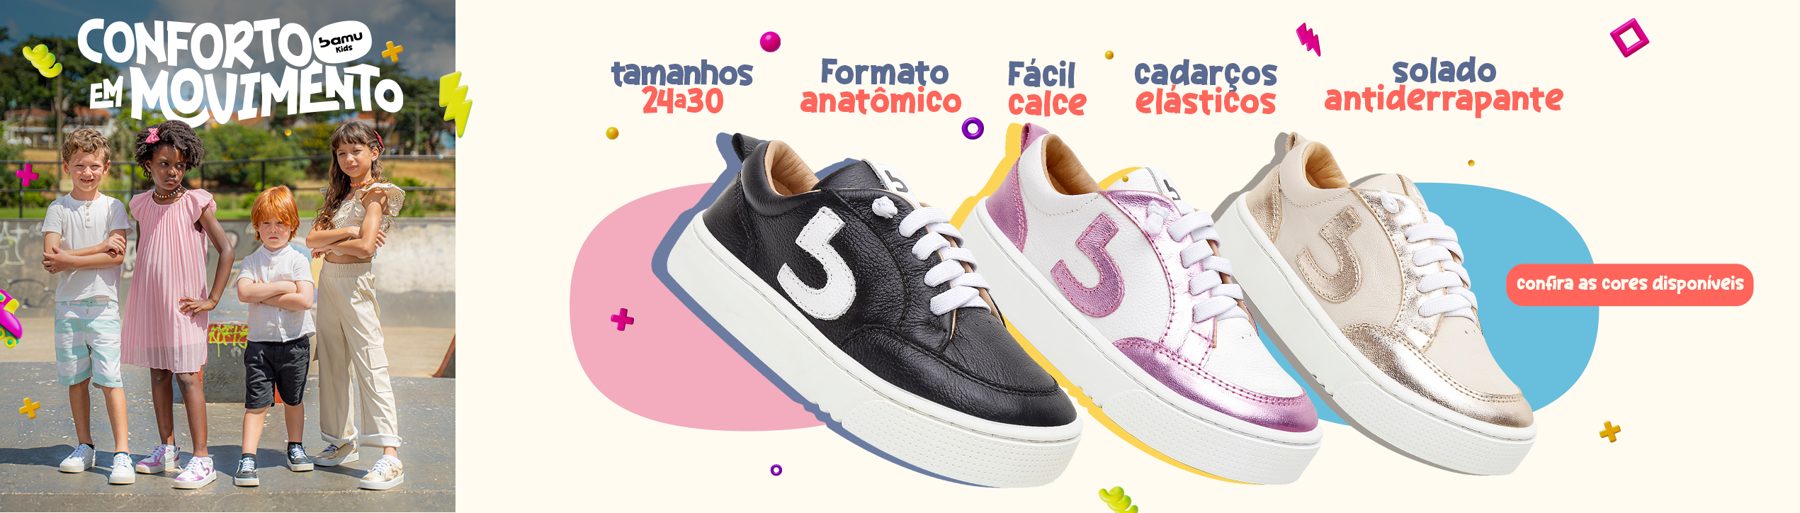 CONFORTO
bamu
Kids
EM MOVIMENTO
tamanhos
24a30
Formato
anatômico
Fácil
calce
cadarços
elásticos
solado
antiderrapante
confira as cores disponíveis